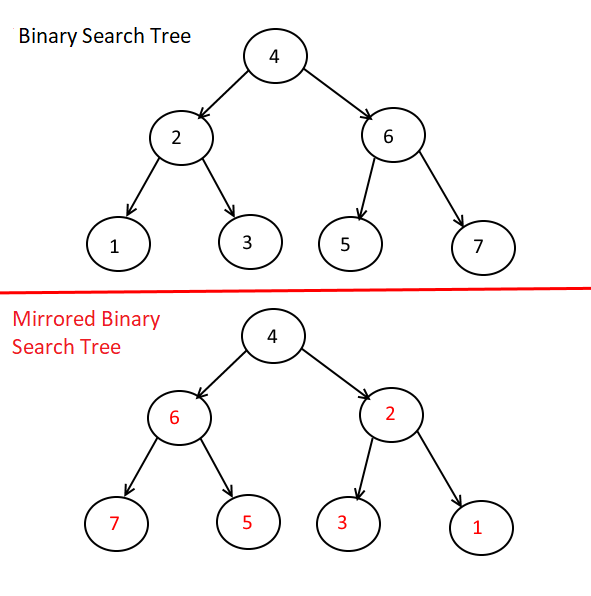 Binary Search Tree
4
2 6
1 3 5 7
Mirrored Binary
Search Tree
4
6 2
7 5 3 1